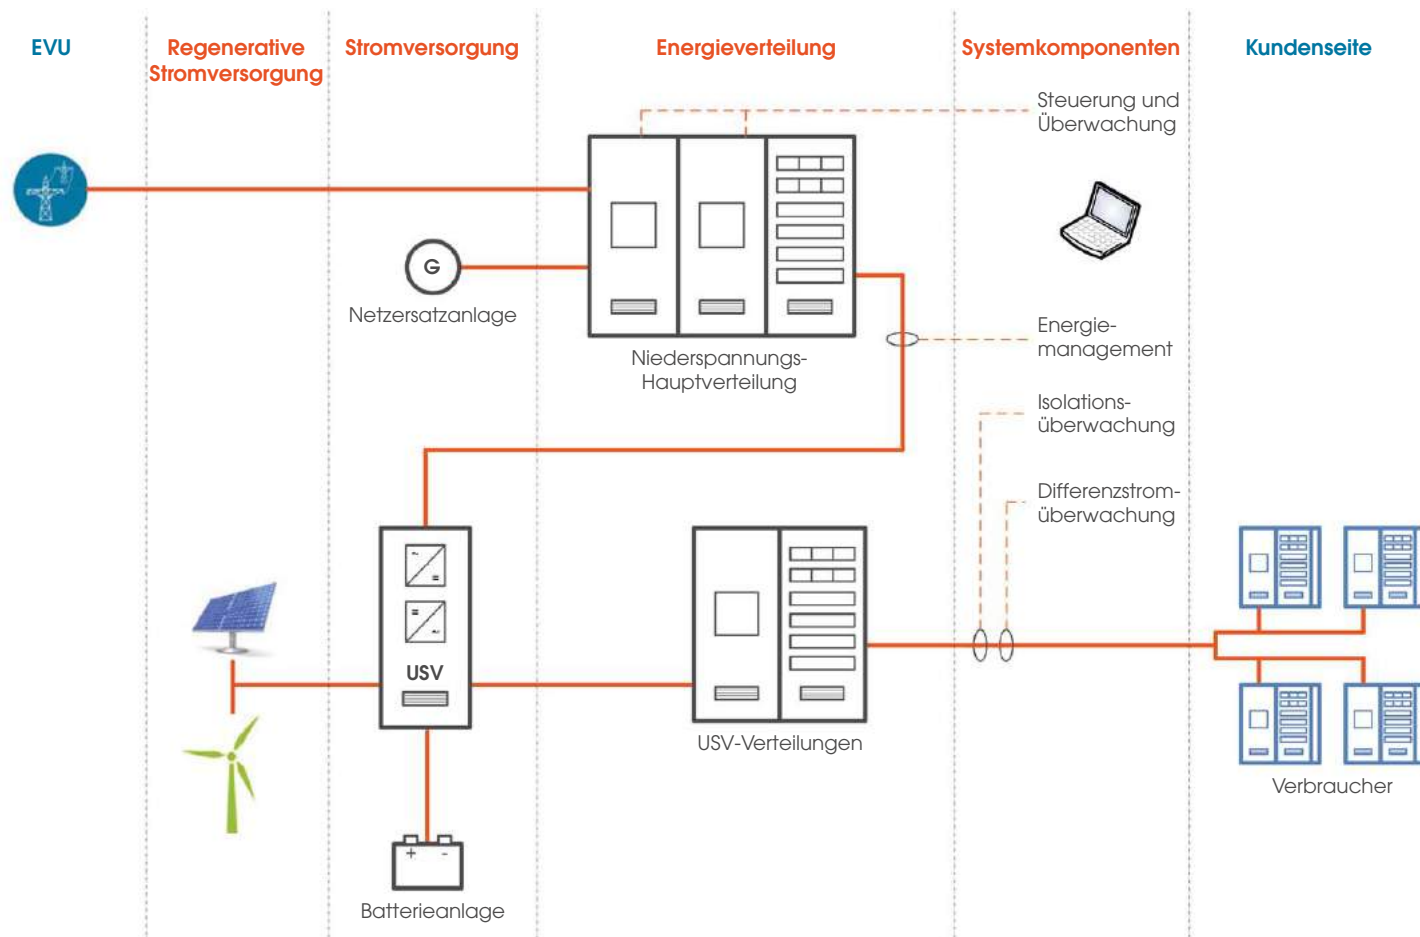 EVU
Regenerative
Stromversorgung
Stromversorgung
Energieverteilung
Systemkomponenten
Kundenseite
Steuerung und
Überwachung
G
Netzersatzanlage
Niederspannungs-
Hauptverteilung
Energie-
management
Isolations-
überwachung
Differenzstrom-
überwachung
~
=
=
~
USV
USV-Verteilungen
Verbraucher
+ -
Batterieanlage